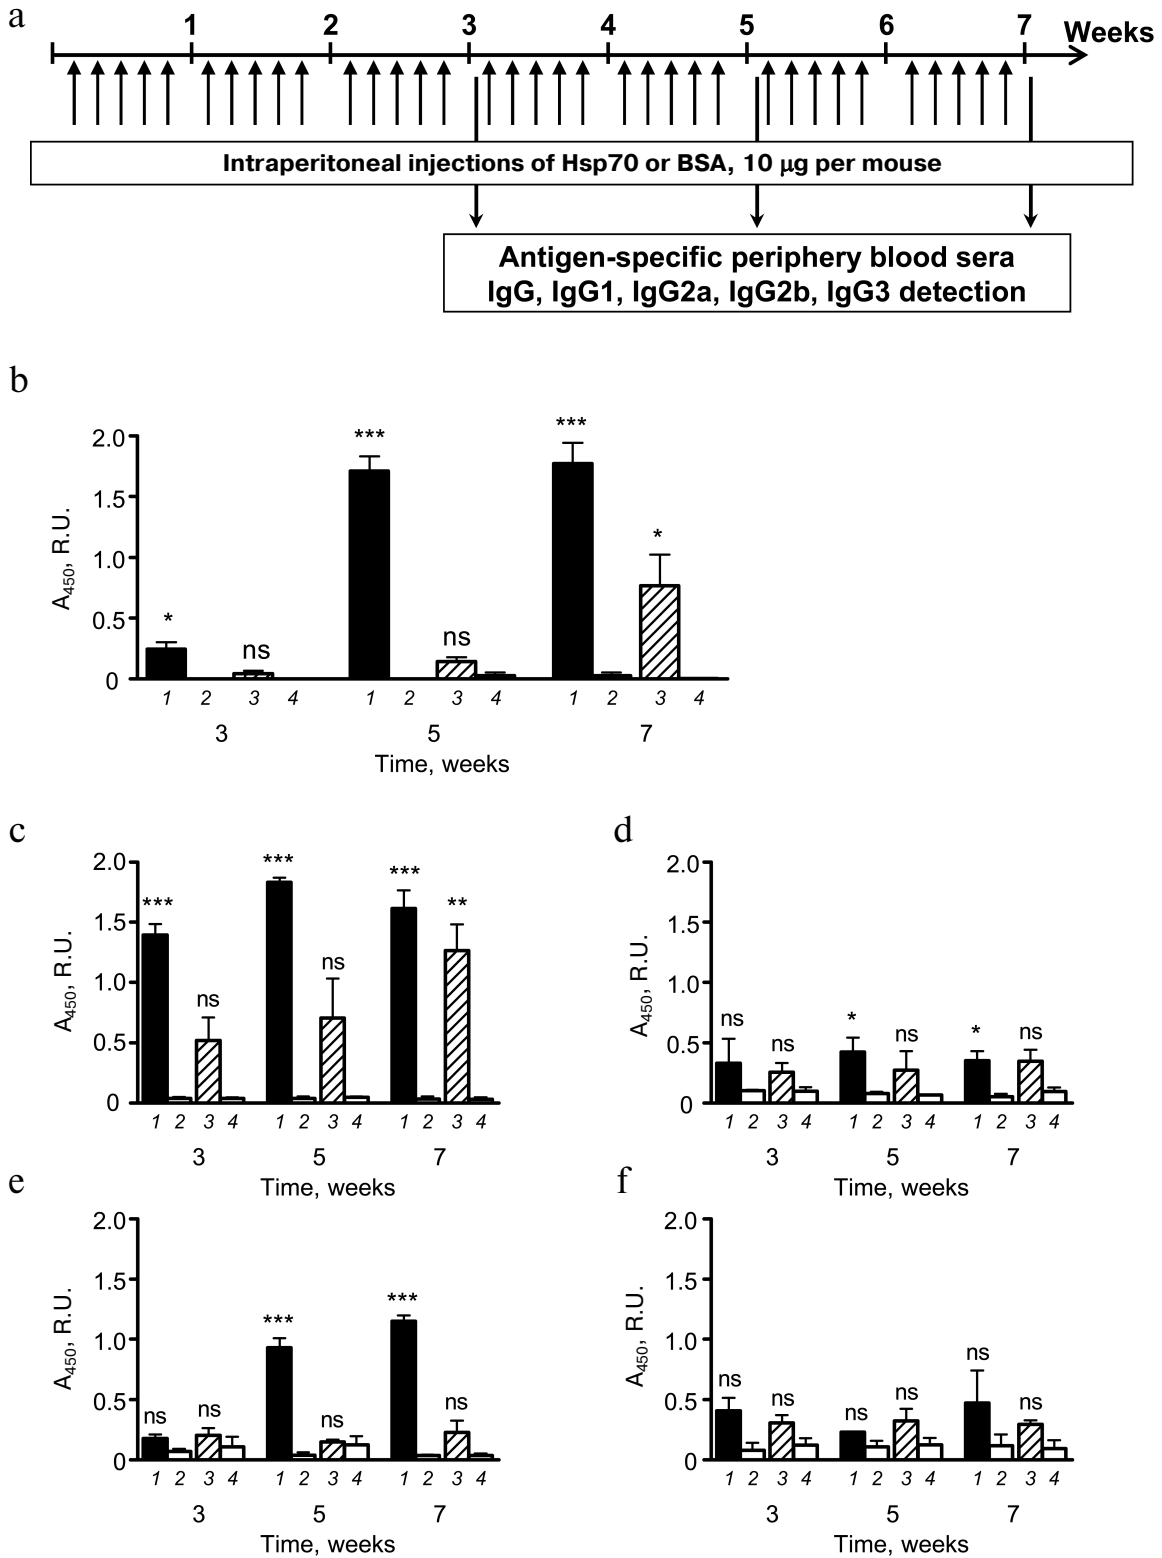 a
1 2 3 4 5 6 7 Weeks
Intraperitoneal injections of Hsp70 or BSA, 10 μg per mouse
Antigen-specific periphery blood sera
IgG, IgG1, IgG2a, IgG2b, IgG3 detection
b
A450, R.U.
2.0
1.5
1.0
0.5
0
* ns *** ns *** *
1 2 3 4 1 2 3 4 1 2 3 4
3 5 7
Time, weeks
c
A450, R.U.
2.0
1.5
1.0
0.5
0
*** ns *** ns *** **
1 2 3 4 1 2 3 4 1 2 3 4
3 5 7
Time, weeks
d
A450, R.U.
2.0
1.5
1.0
0.5
0
ns ns * ns * ns
1 2 3 4 1 2 3 4 1 2 3 4
3 5 7
Time, weeks
e
A450, R.U.
2.0
1.5
1.0
0.5
0
ns ns *** ns *** ns
1 2 3 4 1 2 3 4 1 2 3 4
3 5 7
Time, weeks
f
A450, R.U.
2.0
1.5
1.0
0.5
0
ns ns ns ns ns ns
1 2 3 4 1 2 3 4 1 2 3 4
3 5 7
Time, weeks